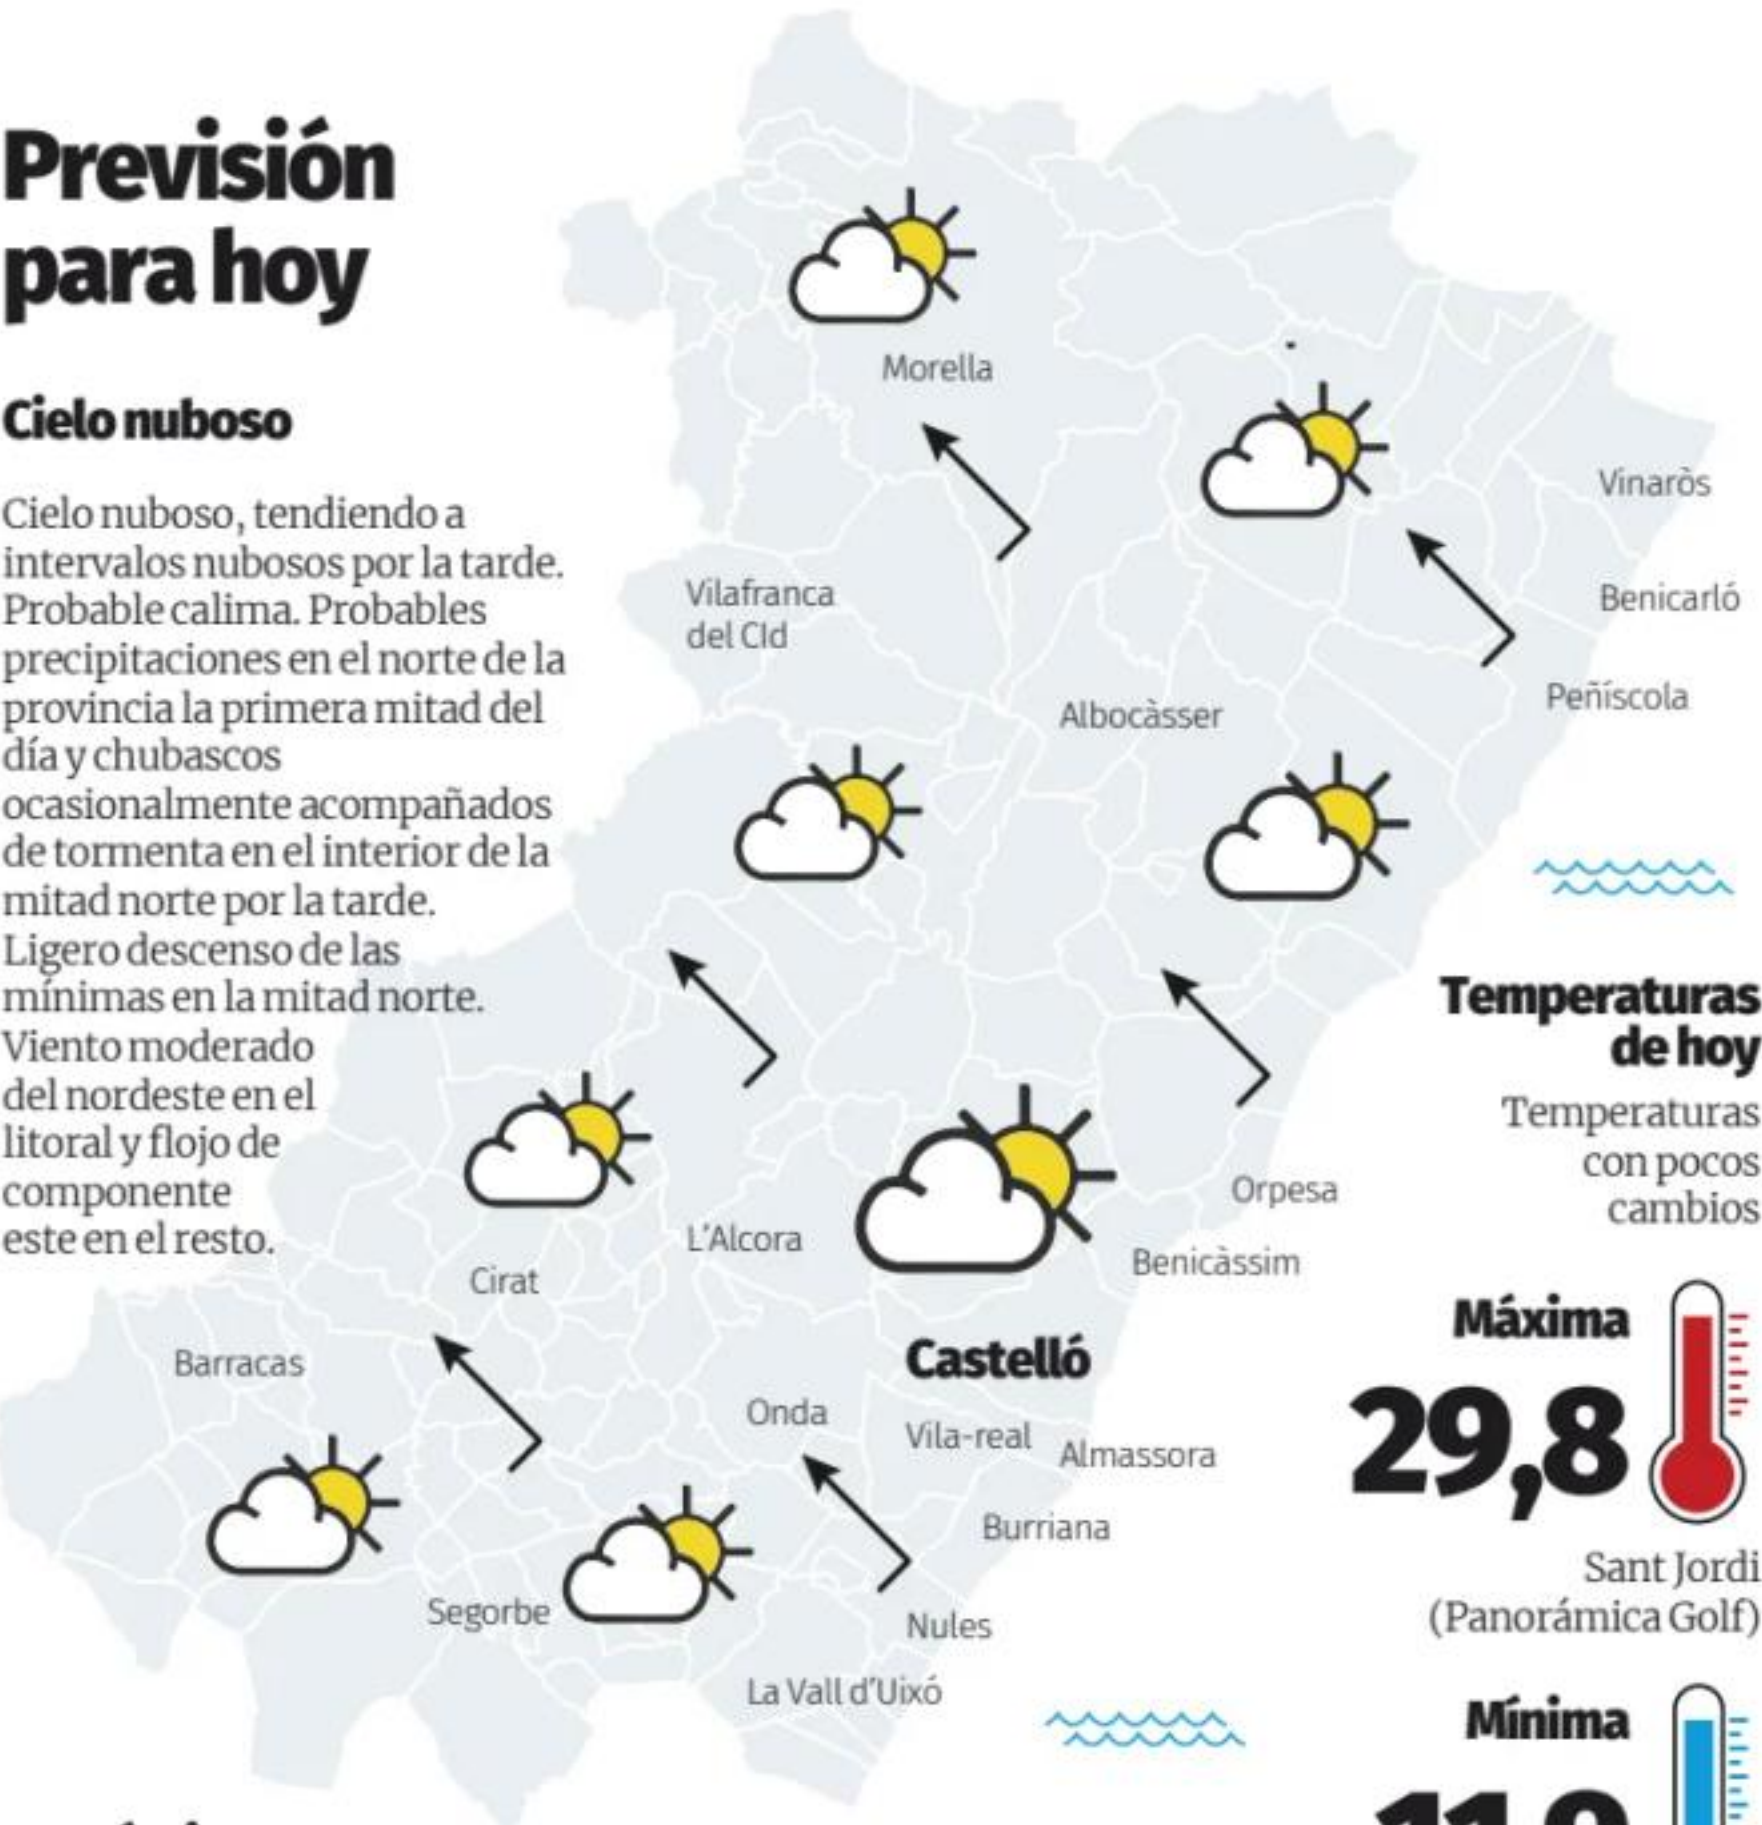 Previsión
para hoy
Cielo nuboso
Cielo nuboso, tendiendo a
intervalos nubosos por la tarde.
Probable calima. Probables
precipitaciones en el norte de la
provincia la primera mitad del
día y chubascos
ocasionalmente acompañados
de tormenta en el interior de la
mitad norte por la tarde.
Ligero descenso de las
mínimas en la mitad norte.
Viento moderado
del nordeste en el
litoral y flojo de
componente
este en el resto.
Morella
Vinaròs
Vilafranca
del CId
Benicarló
Peñíscola
Albocàsser
Orpesa
L'Alcora
Benicàssim
Cirat
Barracas
Castelló
Onda
Vila-real
Almassora
Burriana
Segorbe
Nules
La Vall d'Uixó
Temperaturas
de hoy
Temperaturas
con pocos
cambios
Máxima
29,8
Sant Jordi
(Panorámica Golf)
Mínima